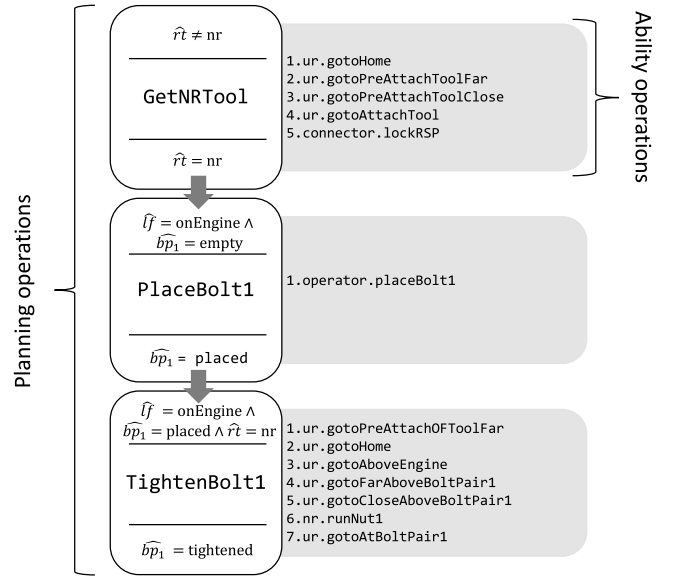 Planning operations
Ability operations
r̂t ≠ nr
GetNRTool
r̂t = nr
1.ur.gotoHome
2.ur.gotoPreAttachToolFar
3.ur.gotoPreAttachToolClose
4.ur.gotoAttachTool
5.connector.lockRSP
l̂f = onEngine ∧
b̂p₁ = empty
PlaceBolt1
b̂p₁ = placed
1.operator.placeBolt1
l̂f = onEngine ∧
b̂p₁ = placed ∧ r̂t = nr
TightenBolt1
b̂p₁ = tightened
1.ur.gotoPreAttachOFToolFar
2.ur.gotoHome
3.ur.gotoAboveEngine
4.ur.gotoFarAboveBoltPair1
5.ur.gotoCloseAboveBoltPair1
6.nr.runNut1
7.ur.gotoAtBoltPair1